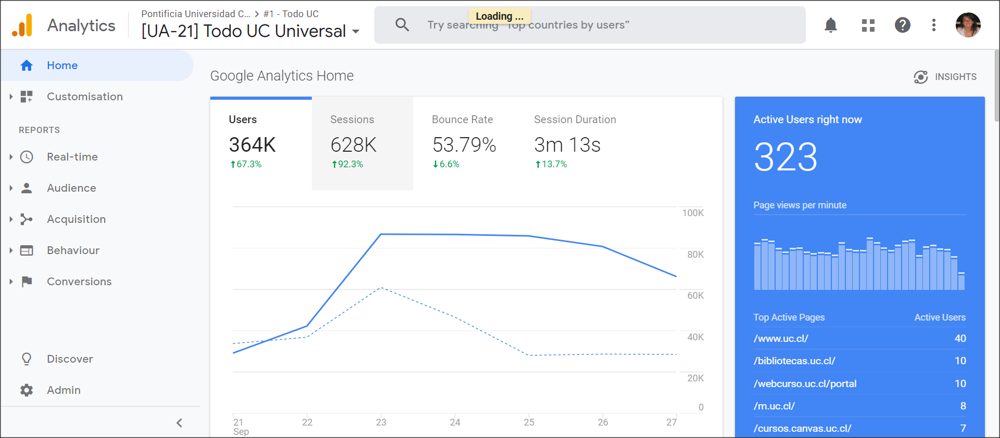 Analytics
Pontificia Universidad C... > #1 - Todo UC
[UA-21] Todo UC Universal
Loading ...
Try searching “Top countries by users”
Home
Customisation
REPORTS
Real-time
Audience
Acquisition
Behaviour
Conversions
Discover
Admin
Google Analytics Home
INSIGHTS
Users
364K
67.3%
Sessions
628K
92.3%
Bounce Rate
53.79%
6.6%
Session Duration
3m 13s
13.7%
100K
80K
60K
40K
20K
0
21 22 23 24 25 26 27
Sep
Active Users right now
323
Page views per minute
Top Active Pages Active Users
/www.uc.cl/ 40
/bibliotecas.uc.cl/ 10
/webcurso.uc.cl/portal 10
/m.uc.cl/ 8
/cursos.canvas.uc.cl/ 7